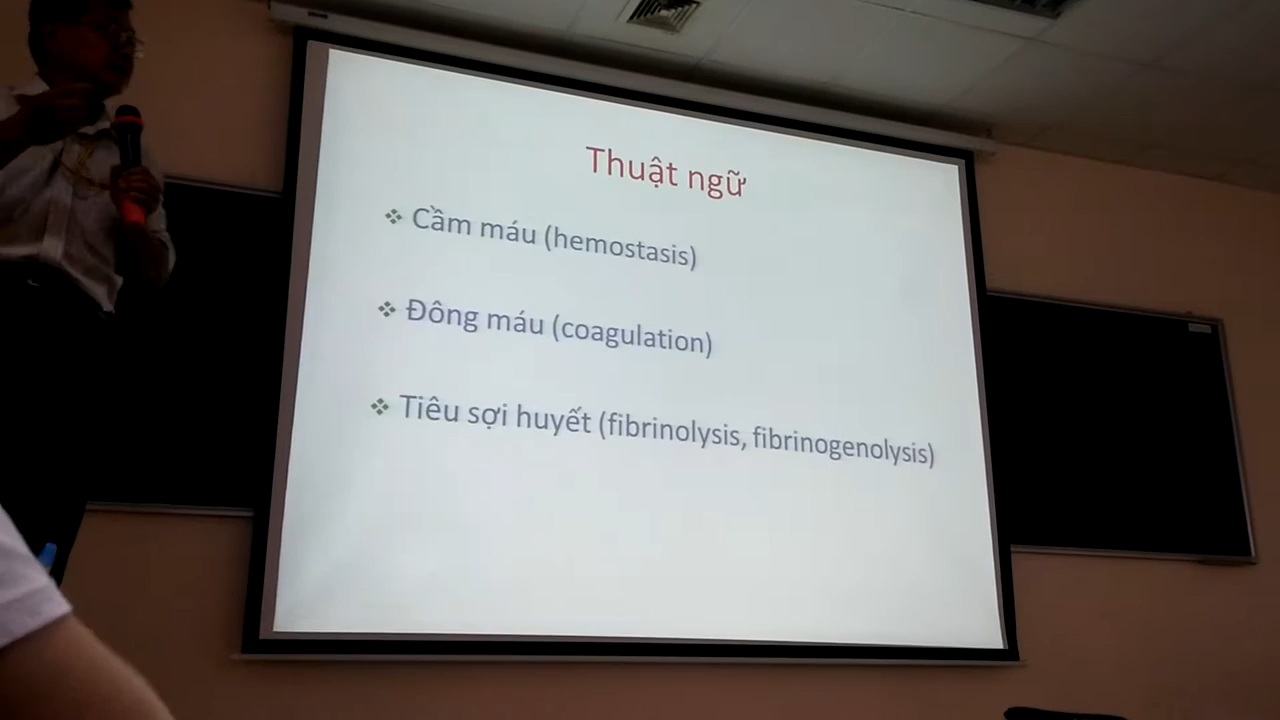 Thuật ngữ
❖ Cầm máu (hemostasis)
❖ Đông máu (coagulation)
❖ Tiêu sợi huyết (fibrinolysis, fibrinogenolysis)